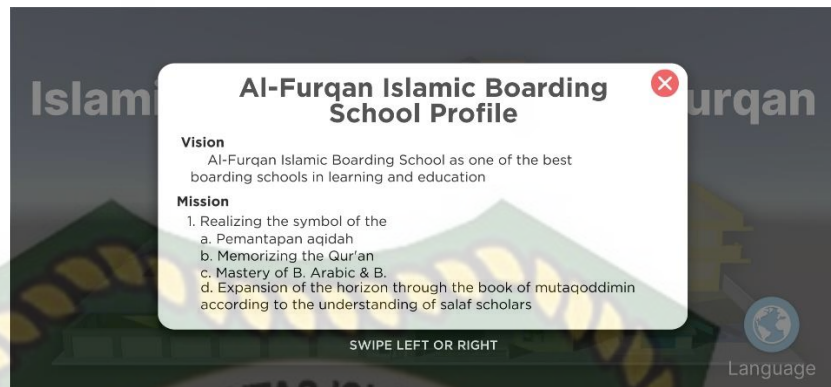 Islami
urqan
Al-Furqan Islamic Boarding
School Profile
Vision
Al-Furqan Islamic Boarding School as one of the best
boarding schools in learning and education
Mission
1. Realizing the symbol of the
a. Pemantapan aqidah
b. Memorizing the Qur'an
c. Mastery of B. Arabic & B.
d. Expansion of the horizon through the book of mutaqoddimin
according to the understanding of salaf scholars
SWIPE LEFT OR RIGHT
Language